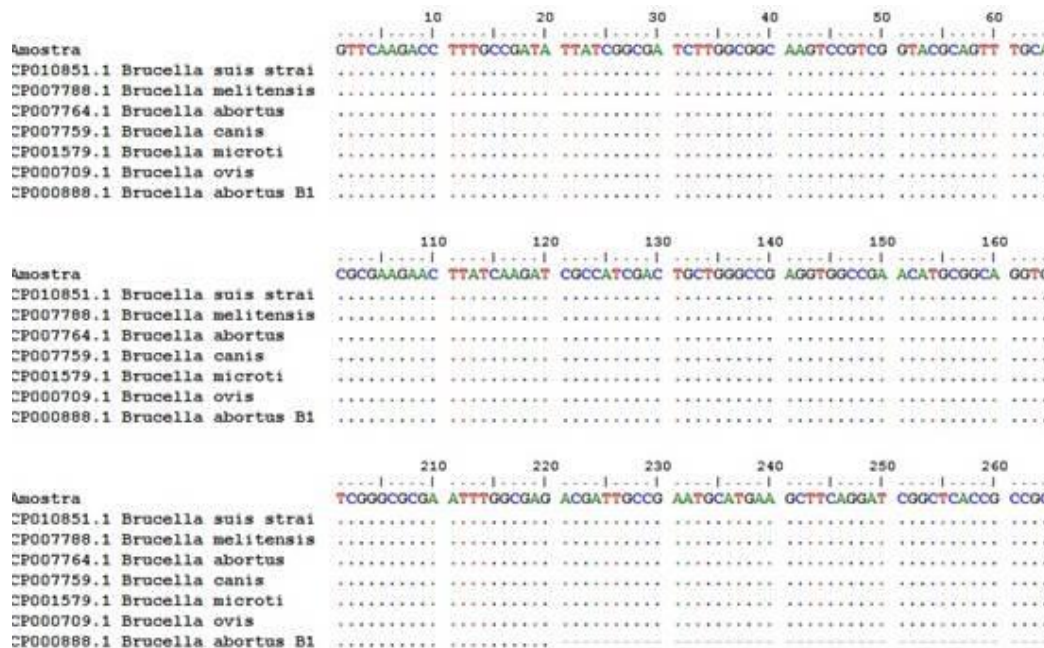 10 20 30 40 50 60
Amostra GTTCAAGACC TTTGCCGATA TTATCGGCGA TCTTGGCGGC AAGTCCGTCG GTACGCAGTT TGCA
CP010851.1 Brucella suis strai .......... .......... .......... .......... .......... .......... ....
CP007788.1 Brucella melitensis .......... .......... .......... .......... .......... .......... ....
CP007764.1 Brucella abortus .......... .......... .......... .......... .......... .......... ....
CP007759.1 Brucella canis .......... .......... .......... .......... .......... .......... ....
CP001579.1 Brucella microti .......... .......... .......... .......... .......... .......... ....
CP000709.1 Brucella ovis .......... .......... .......... .......... .......... .......... ....
CP000888.1 Brucella abortus B1 .......... .......... .......... .......... .......... .......... ....
110 120 130 140 150 160
Amostra CGCGAAGAAC TTATCAAGAT CGCCATCGAC TGCTGGGCCG AGGTGGCCGA ACATGCGGCA GGTG
CP010851.1 Brucella suis strai .......... .......... .......... .......... .......... .......... ....
CP007788.1 Brucella melitensis .......... .......... .......... .......... .......... .......... ....
CP007764.1 Brucella abortus .......... .......... .......... .......... .......... .......... ....
CP007759.1 Brucella canis .......... .......... .......... .......... .......... .......... ....
CP001579.1 Brucella microti .......... .......... .......... .......... .......... .......... ....
CP000709.1 Brucella ovis .......... .......... .......... .......... .......... .......... ....
CP000888.1 Brucella abortus B1 .......... .......... .......... .......... .......... .......... ....
210 220 230 240 250 260
Amostra TCGGGCGCGA ATTTGGCGAG ACGATTGCCG AATGCATGAA GCTTCAGGAT CGGCTCACCG CCGC
CP010851.1 Brucella suis strai .......... .......... .......... .......... .......... .......... ....
CP007788.1 Brucella melitensis .......... .......... .......... .......... .......... .......... ....
CP007764.1 Brucella abortus .......... .......... .......... .......... .......... .......... ....
CP007759.1 Brucella canis .......... .......... .......... .......... .......... .......... ....
CP001579.1 Brucella microti .......... .......... .......... .......... .......... .......... ....
CP000709.1 Brucella ovis .......... .......... .......... .......... .......... .......... ....
CP000888.1 Brucella abortus B1 .......... .......... ---------- ---------- ---------- ---------- ----